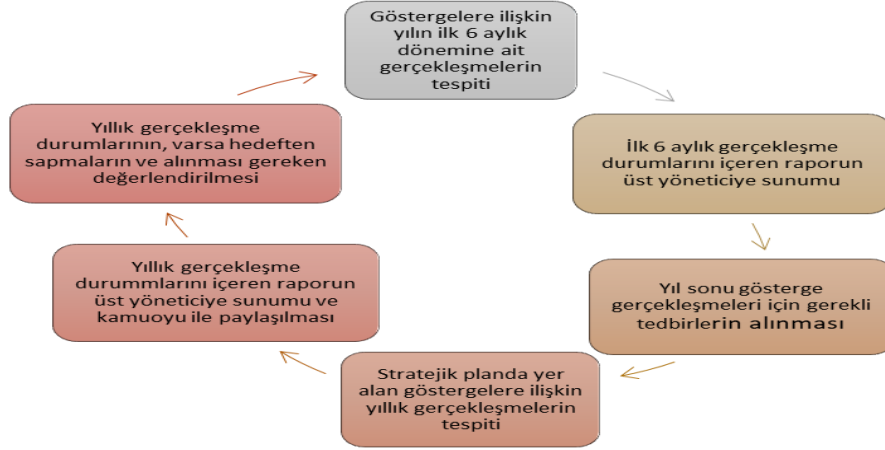 Göstergelere ilişkin
yılın ilk 6 aylık
dönemine ait
gerçekleşmelerin
tespiti
İlk 6 aylık gerçekleşme
durumlarını içeren raporun
üst yöneticiye sunumu
Yıl sonu gösterge
gerçekleşmeleri için gerekli
tedbirlerin alınması
Stratejik planda yer
alan göstergelere ilişkin
yıllık gerçekleşmelerin
tespiti
Yıllık gerçekleşme
durummlarını içeren raporun
üst yöneticiye sunumu ve
kamuoyu ile paylaşılması
Yıllık gerçekleşme
durumlarının, varsa hedeften
sapmaların ve alınması gereken
değerlendirilmesi